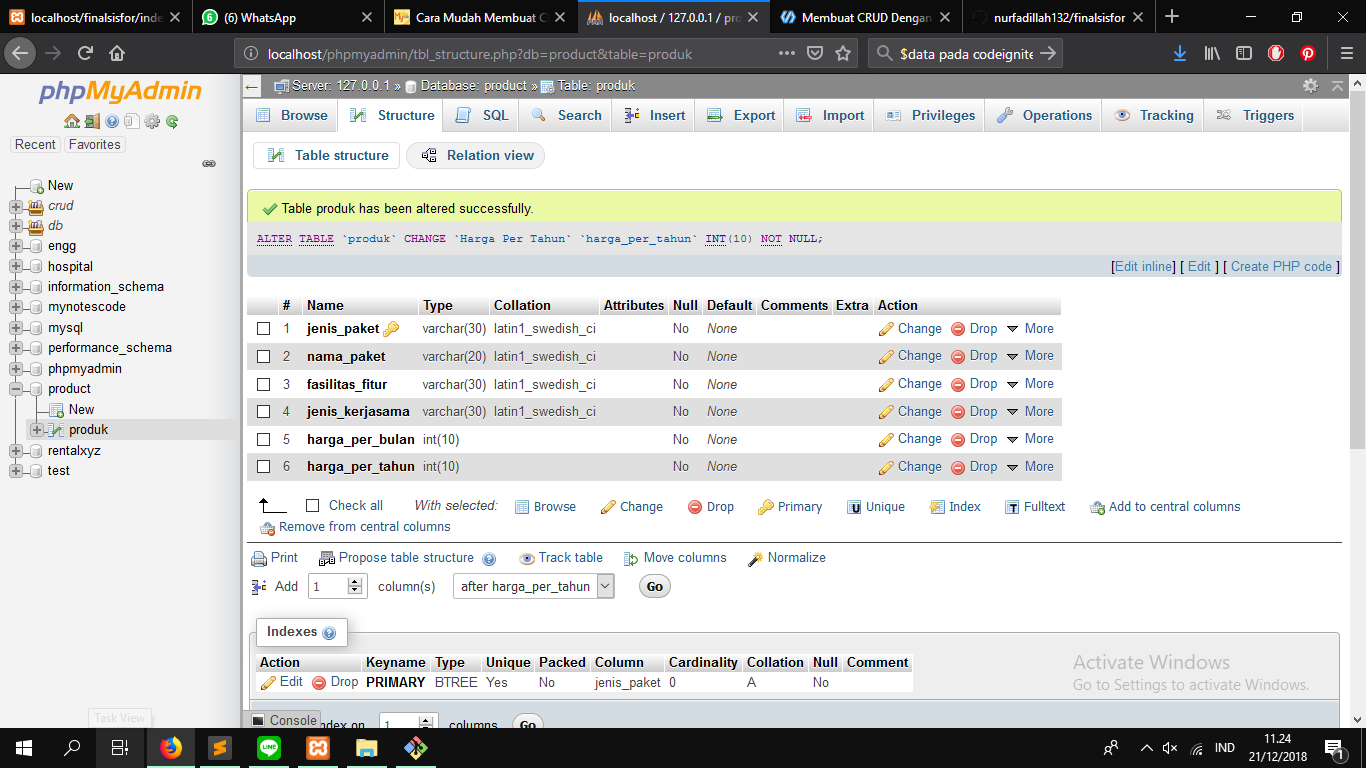 localhost/finalsisfor/inde
(6) WhatsApp
Cara Mudah Membuat C
localhost / 127.0.0.1 / pro
Membuat CRUD Dengan
nurfadillah132/finalsisfor
localhost/phpmyadmin/tbl_structure.php?db=product&table=produk
$data pada codeignite
phpMyAdmin
Recent Favorites
New
crud
db
engg
hospital
information_schema
mynotescode
mysql
performance_schema
phpmyadmin
product
New
produk
rentalxyz
test
Server: 127.0.0.1 » Database: product » Table: produk
Browse Structure SQL Search Insert Export Import Privileges Operations Tracking Triggers
Table structure Relation view
Table produk has been altered successfully.
ALTER TABLE `produk` CHANGE `Harga Per Tahun` `harga_per_tahun` INT(10) NOT NULL;
[Edit inline] [ Edit ] [ Create PHP code ]
# Name Type Collation Attributes Null Default Comments Extra Action
1 jenis_paket varchar(30) latin1_swedish_ci No None Change Drop More
2 nama_paket varchar(20) latin1_swedish_ci No None Change Drop More
3 fasilitas_fitur varchar(30) latin1_swedish_ci No None Change Drop More
4 jenis_kerjasama varchar(30) latin1_swedish_ci No None Change Drop More
5 harga_per_bulan int(10) No None Change Drop More
6 harga_per_tahun int(10) No None Change Drop More
Check all With selected: Browse Change Drop Primary Unique Index Fulltext Add to central columns
Remove from central columns
Print Propose table structure Track table Move columns Normalize
Add 1 column(s) after harga_per_tahun Go
Indexes
Action Keyname Type Unique Packed Column Cardinality Collation Null Comment
Edit Drop PRIMARY BTREE Yes No jenis_paket 0 A No
Activate Windows
Go to Settings to activate Windows.
Task View
Console
ndex on 1 columns Go
IND
11.24
21/12/2018
1